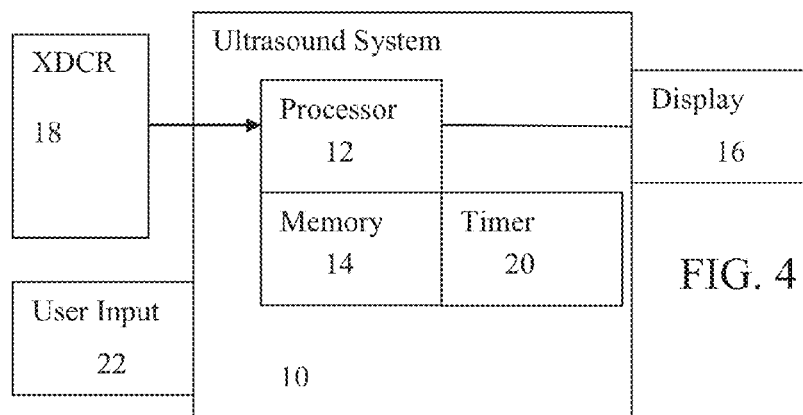 Ultrasound System
XDCR
18
Processor
12
Display
16
Memory
14
Timer
20
FIG. 4
User Input
22
10